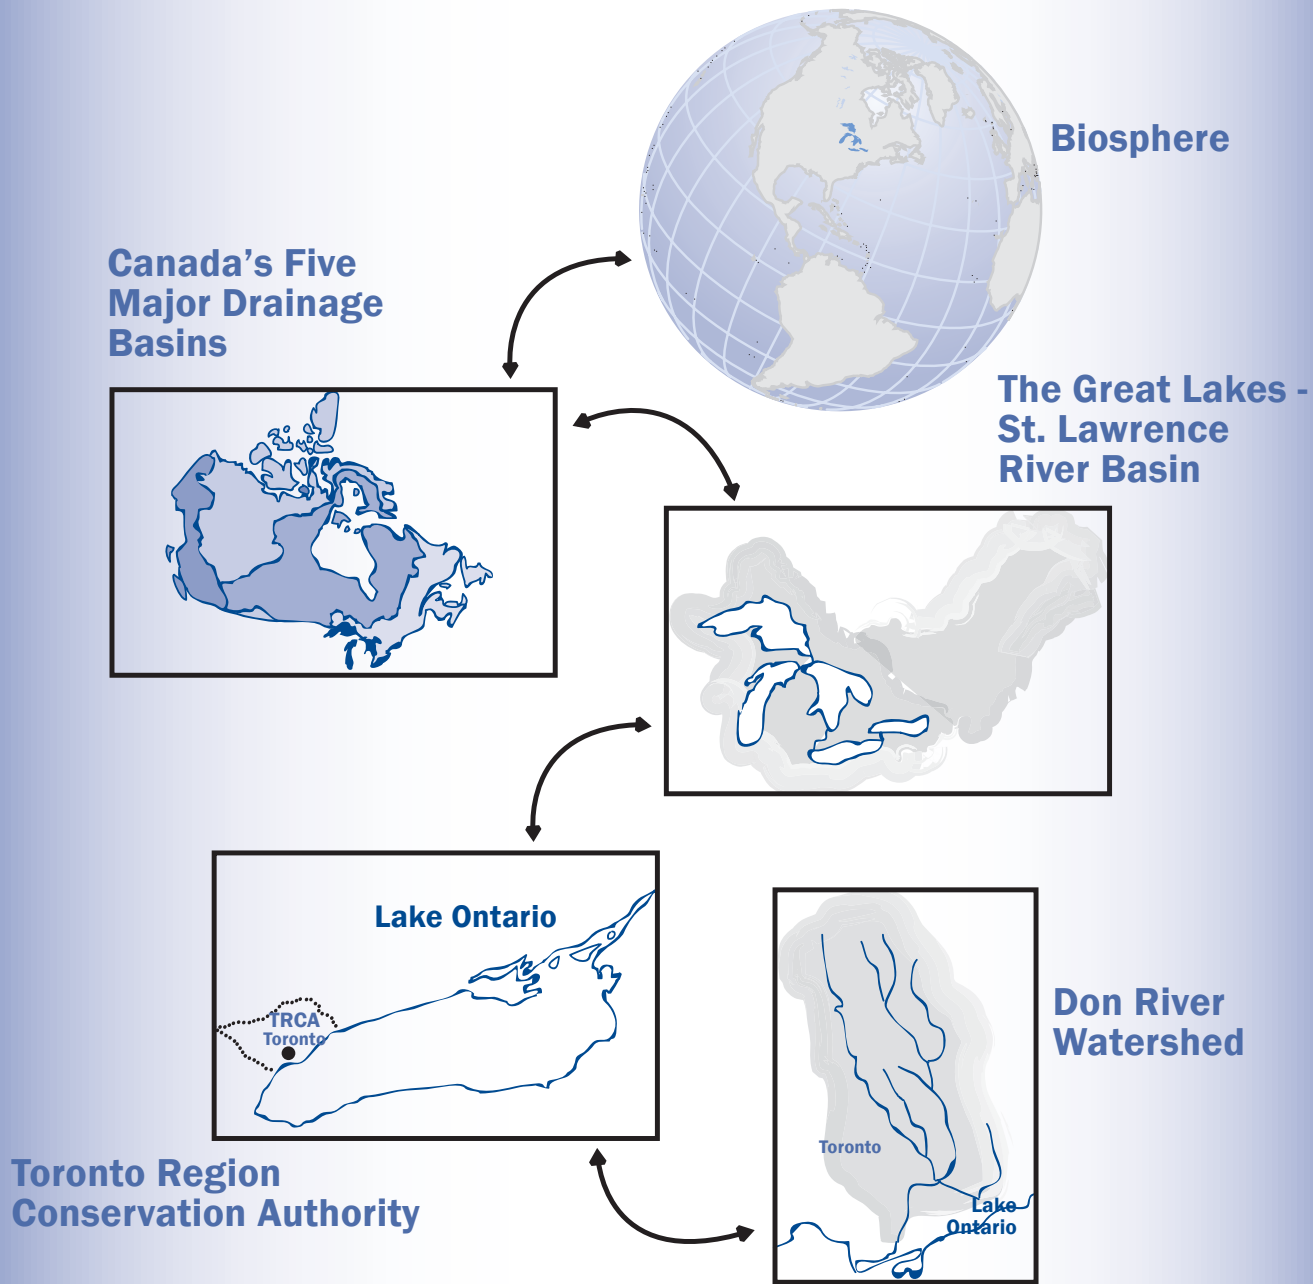 Biosphere
Canada’s Five
Major Drainage
Basins
The Great Lakes -
St. Lawrence
River Basin
Lake Ontario
TRCA
Toronto
Don River
Watershed
Toronto
Lake
Ontario
Toronto Region
Conservation Authority